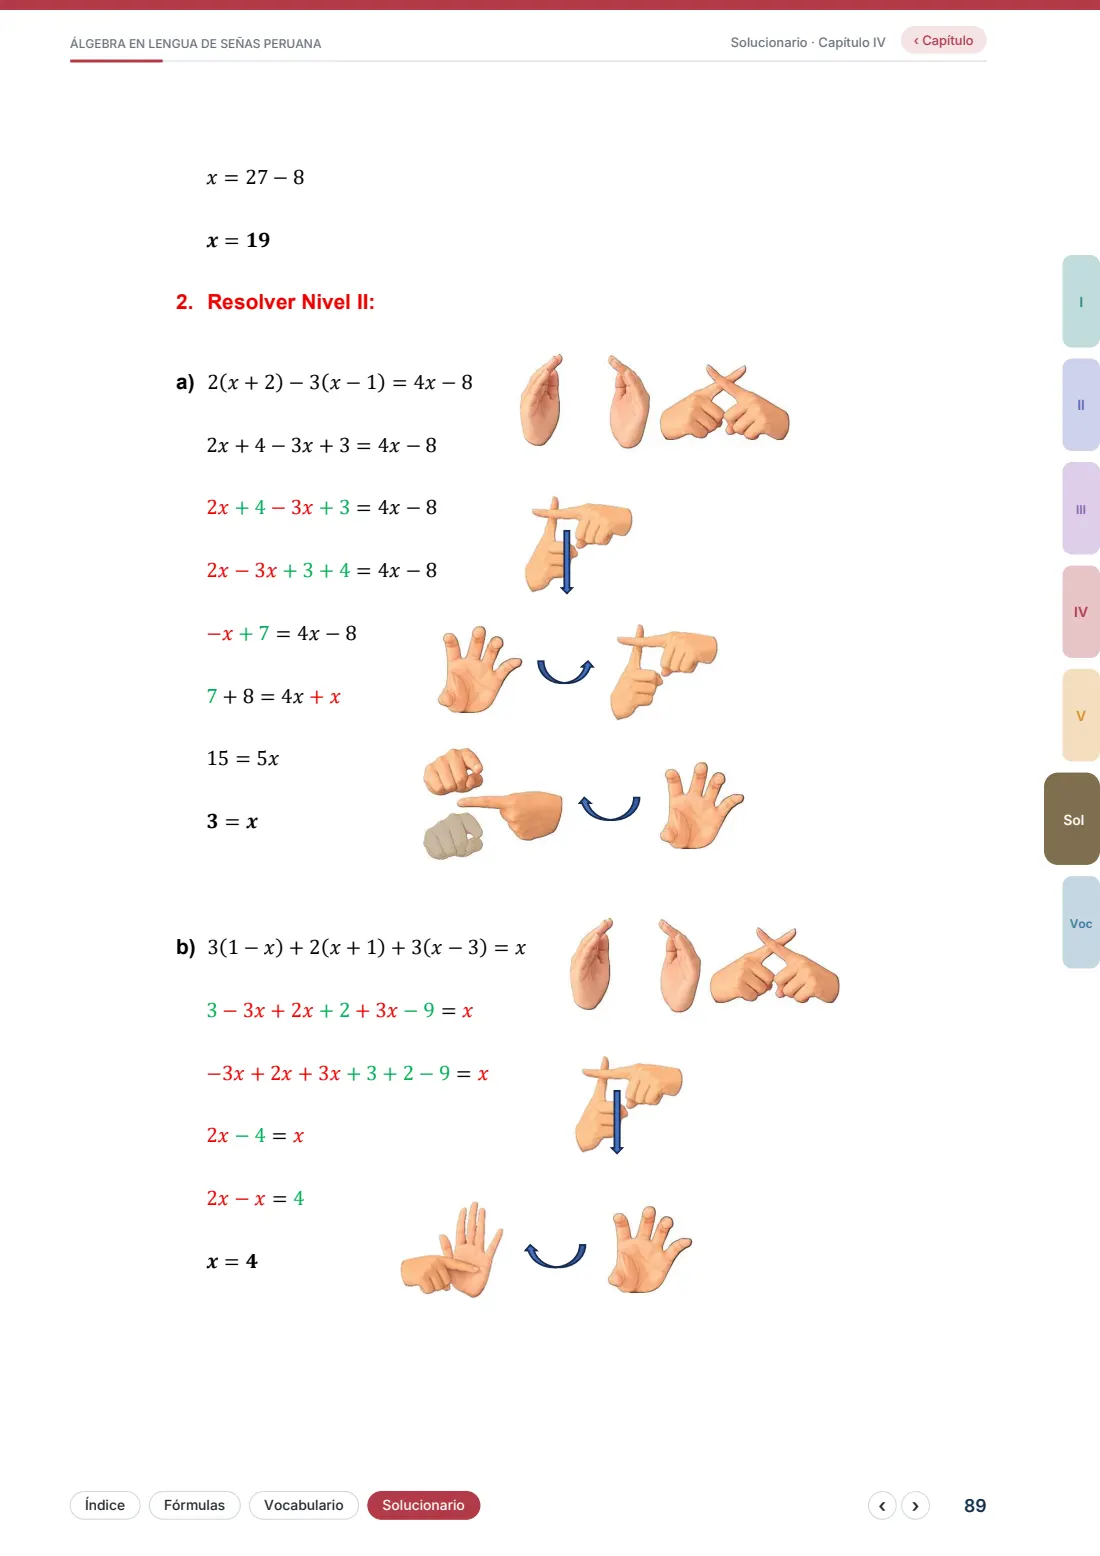 ÁLGEBRA EN LENGUA DE SEÑAS PERUANA
Solucionario · Capítulo IV
‹ Capítulo
x = 27 − 8
x = 19
2. Resolver Nivel II:
a) 2(x + 2) − 3(x − 1) = 4x − 8
2x + 4 − 3x + 3 = 4x − 8
2x + 4 − 3x + 3 = 4x − 8
2x − 3x + 3 + 4 = 4x − 8
−x + 7 = 4x − 8
7 + 8 = 4x + x
15 = 5x
3 = x
b) 3(1 − x) + 2(x + 1) + 3(x − 3) = x
3 − 3x + 2x + 2 + 3x − 9 = x
−3x + 2x + 3x + 3 + 2 − 9 = x
2x − 4 = x
2x − x = 4
x = 4
I
II
III
IV
V
Sol
Voc
Índice
Fórmulas
Vocabulario
Solucionario
‹ ›
89